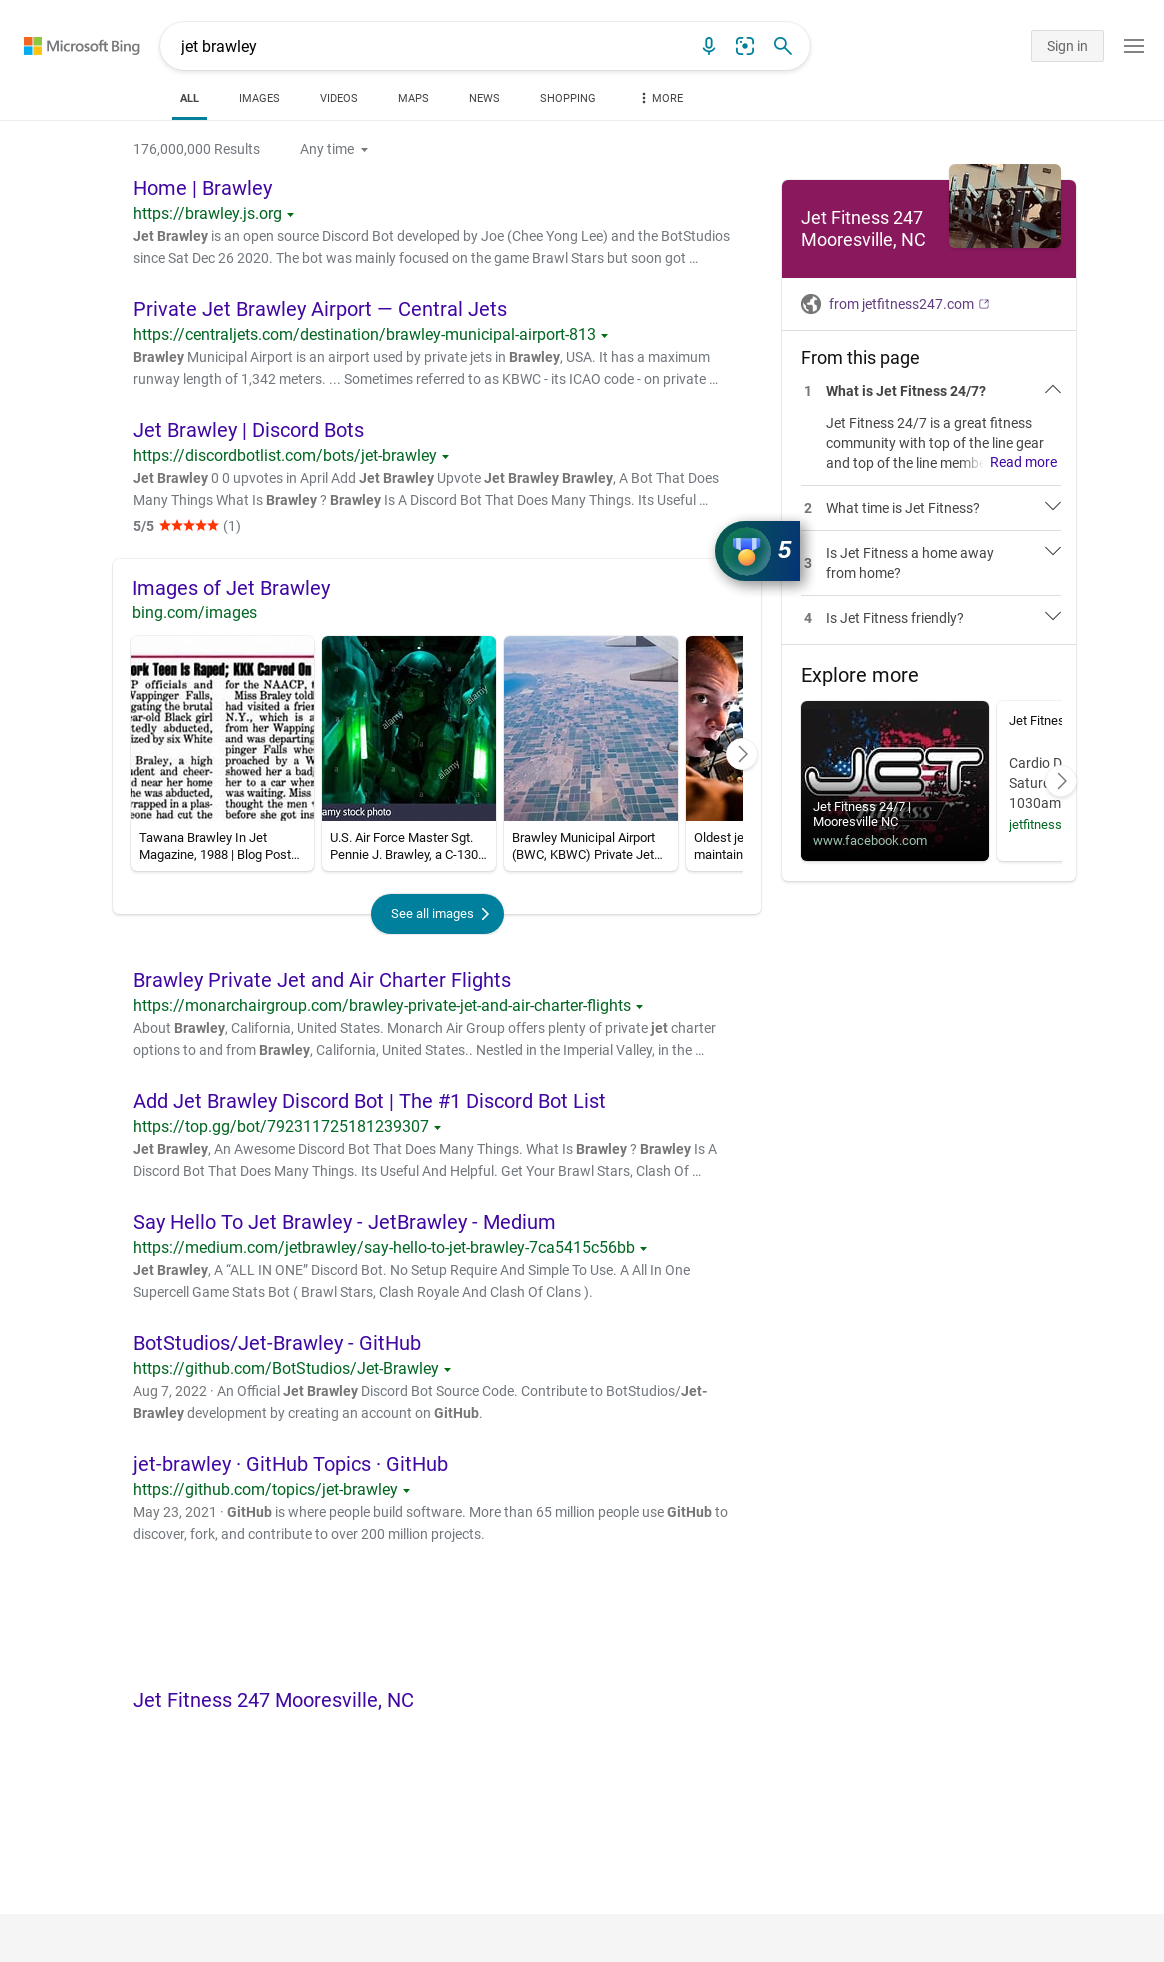 Microsoft Bing
jet brawley
Sign in
ALL
IMAGES
VIDEOS
MAPS
NEWS
SHOPPING
MORE
176,000,000 Results
Any time
Home | Brawley
https://brawley.js.org
Jet Brawley is an open source Discord Bot developed by Joe (Chee Yong Lee) and the BotStudios
since Sat Dec 26 2020. The bot was mainly focused on the game Brawl Stars but soon got …
Private Jet Brawley Airport — Central Jets
https://centraljets.com/destination/brawley-municipal-airport-813
Brawley Municipal Airport is an airport used by private jets in Brawley, USA. It has a maximum
runway length of 1,342 meters. ... Sometimes referred to as KBWC - its ICAO code - on private …
Jet Brawley | Discord Bots
https://discordbotlist.com/bots/jet-brawley
Jet Brawley 0 0 upvotes in April Add Jet Brawley Upvote Jet Brawley Brawley, A Bot That Does
Many Things What Is Brawley ? Brawley Is A Discord Bot That Does Many Things. Its Useful …
5/5
(1)
Images of Jet Brawley
bing.com/images
ork Teen Is Raped; KKK Carved On
P officials and
Wappinger Falls,
gating the brutal
ear-old Black girl
tedly abducted,
ized by six White
Braley, a high
udent and cheer-
d near her home
he was abducted,
wrapped in a plas-
eone had cut the
for the NAACP, f
Miss Braley told
had visited a frien
N.Y., which is a
from her Wapping
and was departing
pinger Falls whe
proached by a W
showed her a bad
her to a car wher
was waiting. Miss
thought the men
before she got ins
Tawana Brawley In Jet
Magazine, 1988 | Blog Post…
a
a
a
a
a
a
alamy
alamy
alamy
amy stock photo
U.S. Air Force Master Sgt.
Pennie J. Brawley, a C-130…
Brawley Municipal Airport
(BWC, KBWC) Private Jet…
Oldest je
maintain
See all images
Brawley Private Jet and Air Charter Flights
https://monarchairgroup.com/brawley-private-jet-and-air-charter-flights
About Brawley, California, United States. Monarch Air Group offers plenty of private jet charter
options to and from Brawley, California, United States.. Nestled in the Imperial Valley, in the …
Add Jet Brawley Discord Bot | The #1 Discord Bot List
https://top.gg/bot/792311725181239307
Jet Brawley, An Awesome Discord Bot That Does Many Things. What Is Brawley ? Brawley Is A
Discord Bot That Does Many Things. Its Useful And Helpful. Get Your Brawl Stars, Clash Of …
Say Hello To Jet Brawley - JetBrawley - Medium
https://medium.com/jetbrawley/say-hello-to-jet-brawley-7ca5415c56bb
Jet Brawley, A “ALL IN ONE” Discord Bot. No Setup Require And Simple To Use. A All In One
Supercell Game Stats Bot ( Brawl Stars, Clash Royale And Clash Of Clans ).
BotStudios/Jet-Brawley - GitHub
https://github.com/BotStudios/Jet-Brawley
Aug 7, 2022 · An Official Jet Brawley Discord Bot Source Code. Contribute to BotStudios/Jet-
Brawley development by creating an account on GitHub.
jet-brawley · GitHub Topics · GitHub
https://github.com/topics/jet-brawley
May 23, 2021 · GitHub is where people build software. More than 65 million people use GitHub to
discover, fork, and contribute to over 200 million projects.
Jet Fitness 247 Mooresville, NC
Jet Fitness 247
Mooresville, NC
from jetfitness247.com
From this page
1 What is Jet Fitness 24/7?
Jet Fitness 24/7 is a great fitness
community with top of the line gear
and top of the line membe Read more
2 What time is Jet Fitness?
5
3 Is Jet Fitness a home away
from home?
4 Is Jet Fitness friendly?
Explore more
JET
Fitness
Jet Fitness 24/7 |
Mooresville NC
www.facebook.com
Jet Fitnes
Cardio D
Satur
1030am
jetfitness